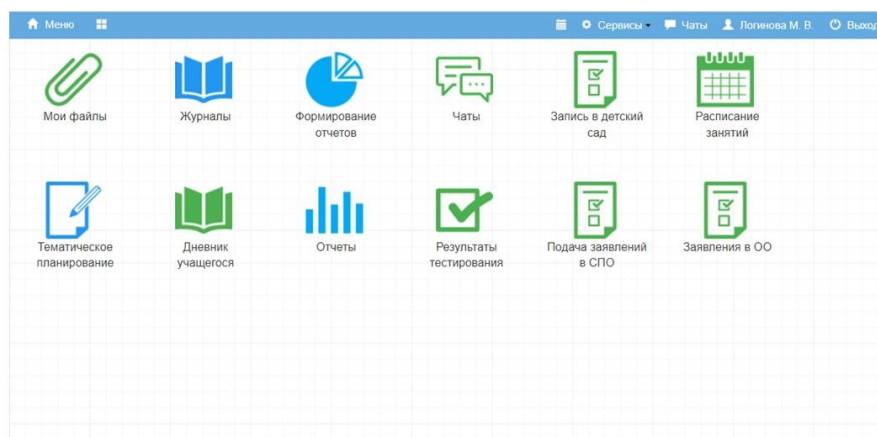 Меню
Сервисы
Чаты
Логинова М. В.
Выход
Мои файлы
Журналы
Формирование
отчетов
Чаты
Запись в детский
сад
Расписание
занятий
Тематическое
планирование
Дневник
учащегося
Отчеты
Результаты
тестирования
Подача заявлений
в СПО
Заявления в ОО